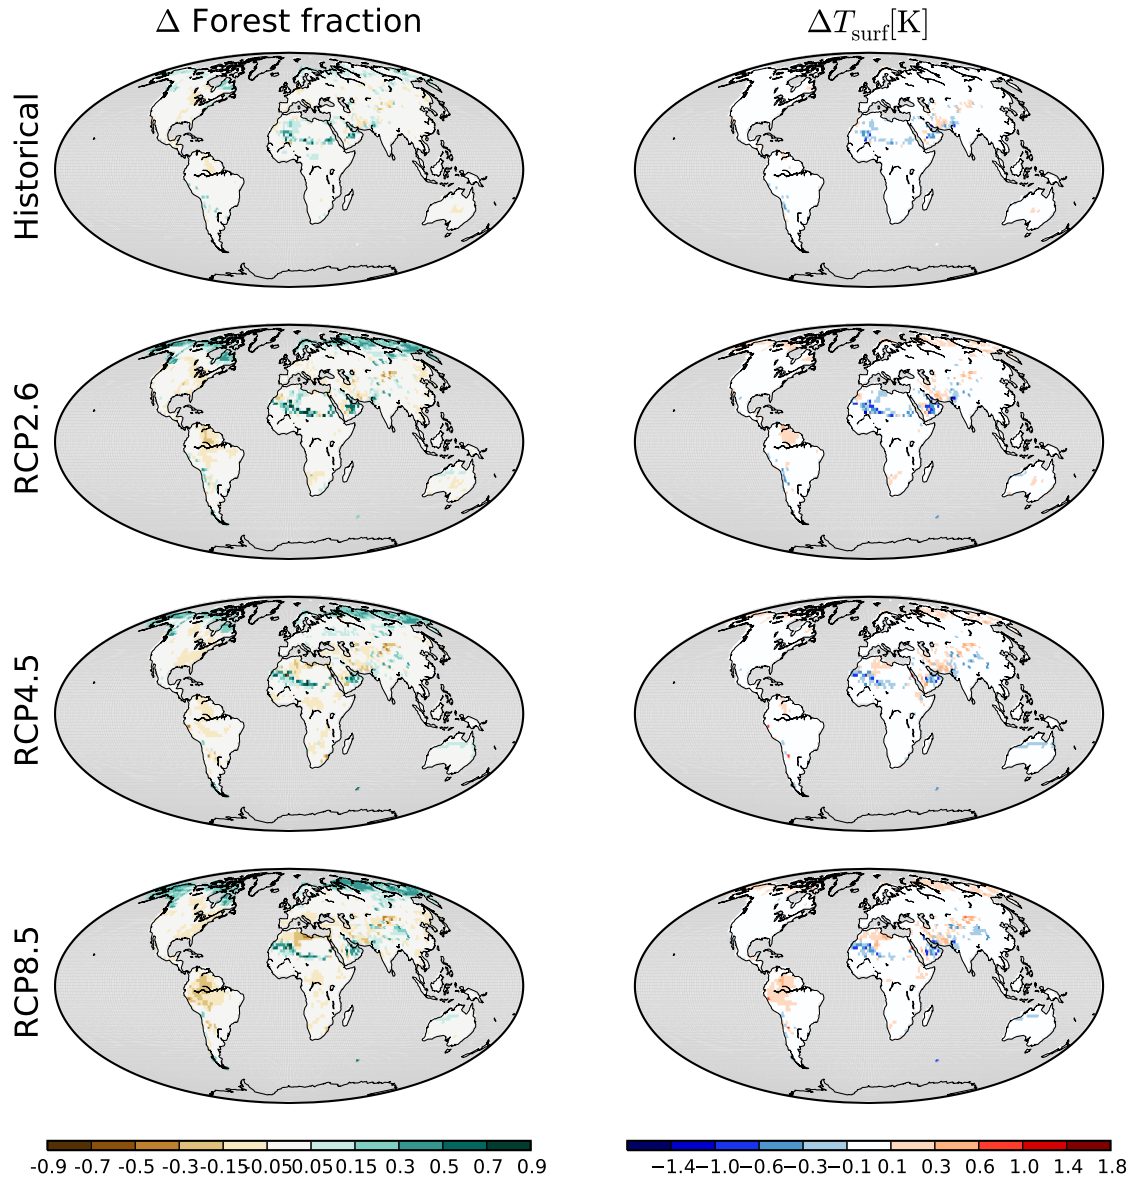 Δ Forest fraction
ΔT_surf[K]
Historical
RCP2.6
RCP4.5
RCP8.5
-0.9 -0.7 -0.5 -0.3 -0.15 -0.05 0.05 0.15 0.3 0.5 0.7 0.9
−1.4 −1.0 −0.6 −0.3 −0.1 0.1 0.3 0.6 1.0 1.4 1.8